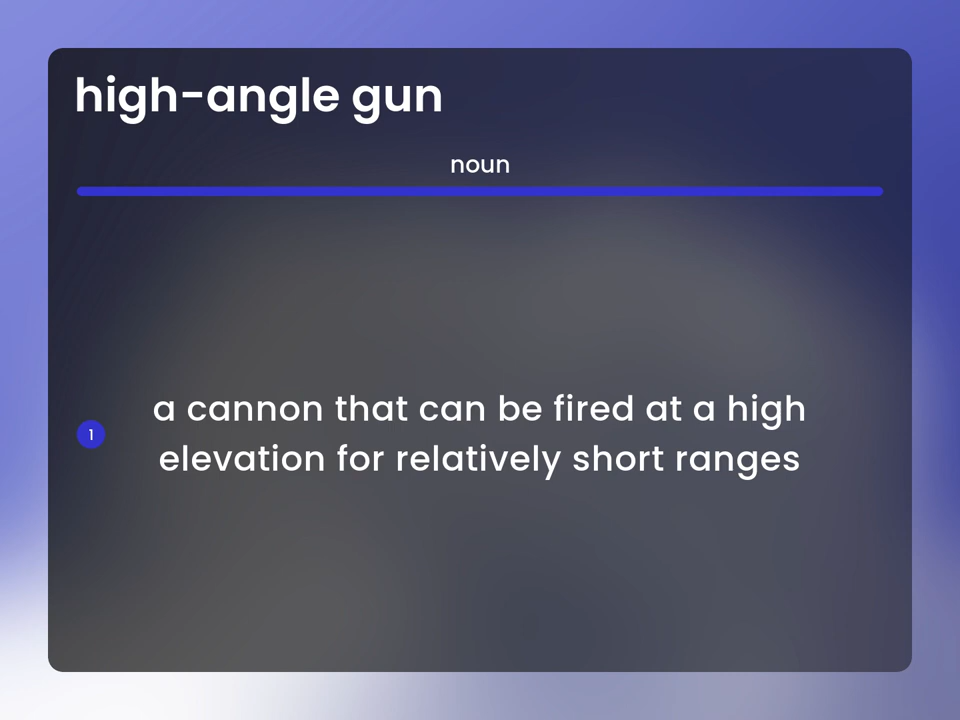 high-angle gun
noun
1
a cannon that can be fired at a high
elevation for relatively short ranges